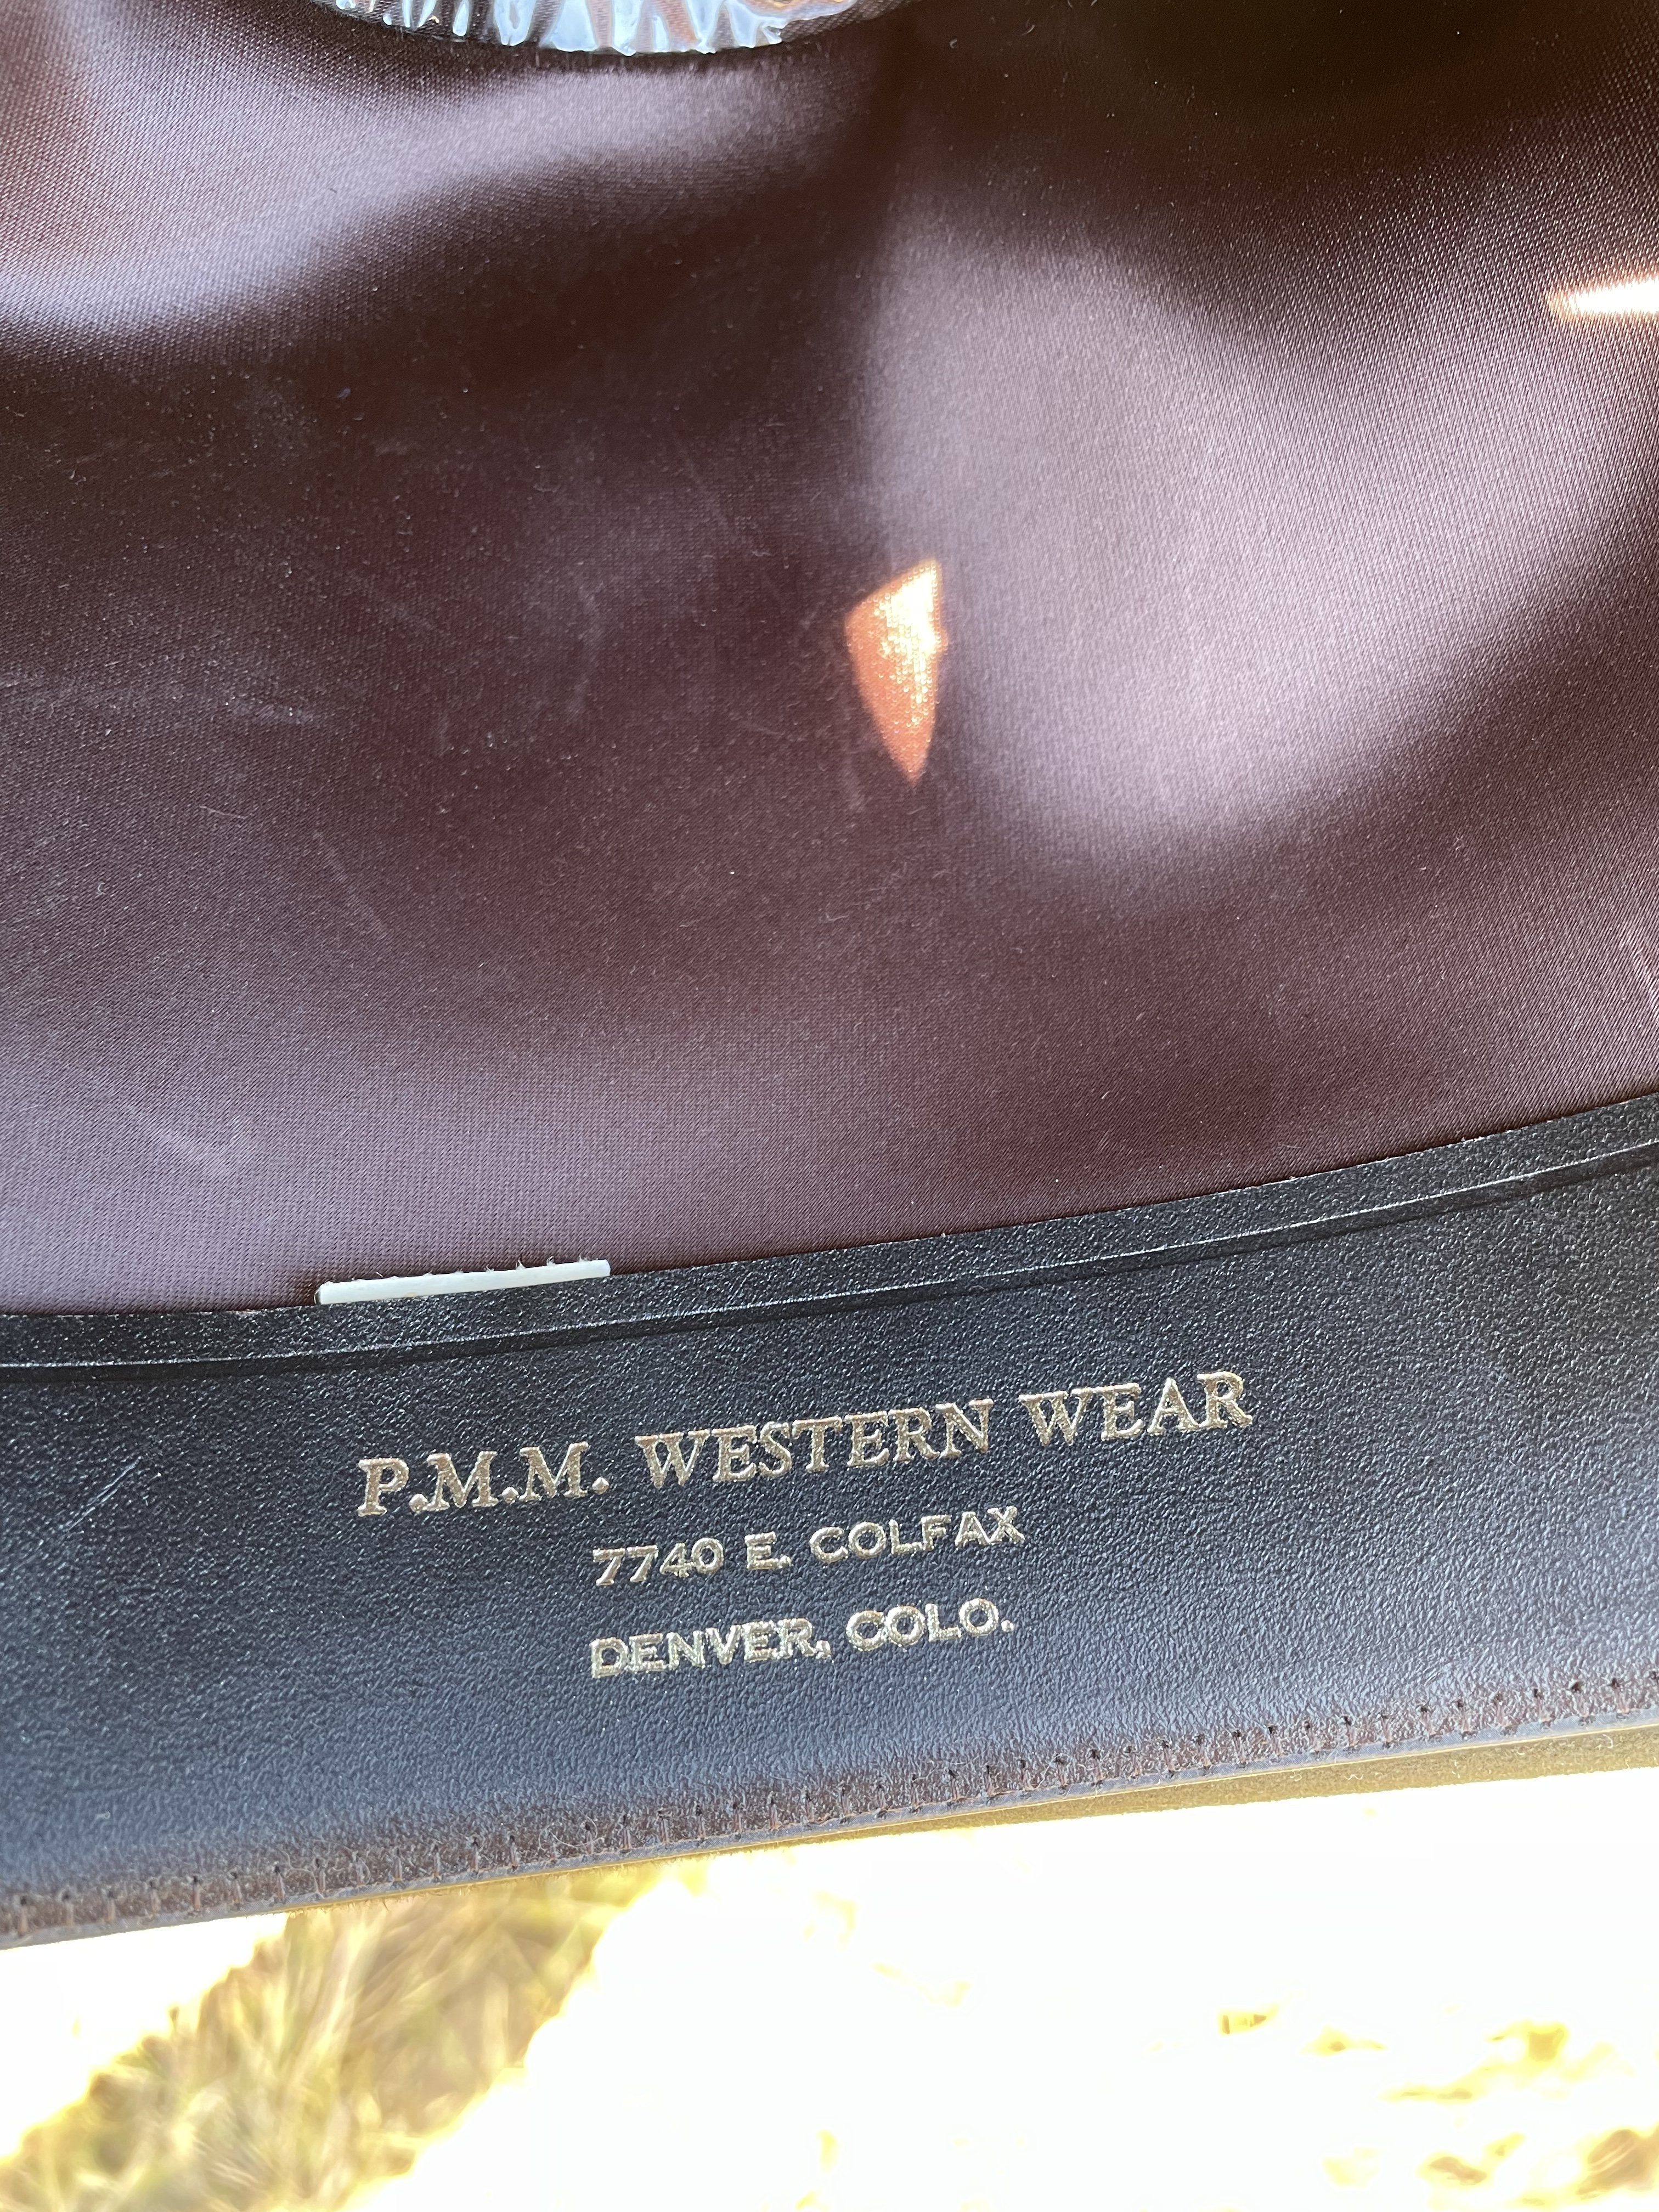 P.M.M. WESTERN WEAR
7740 E. COLFAX
DENVER, COLO.